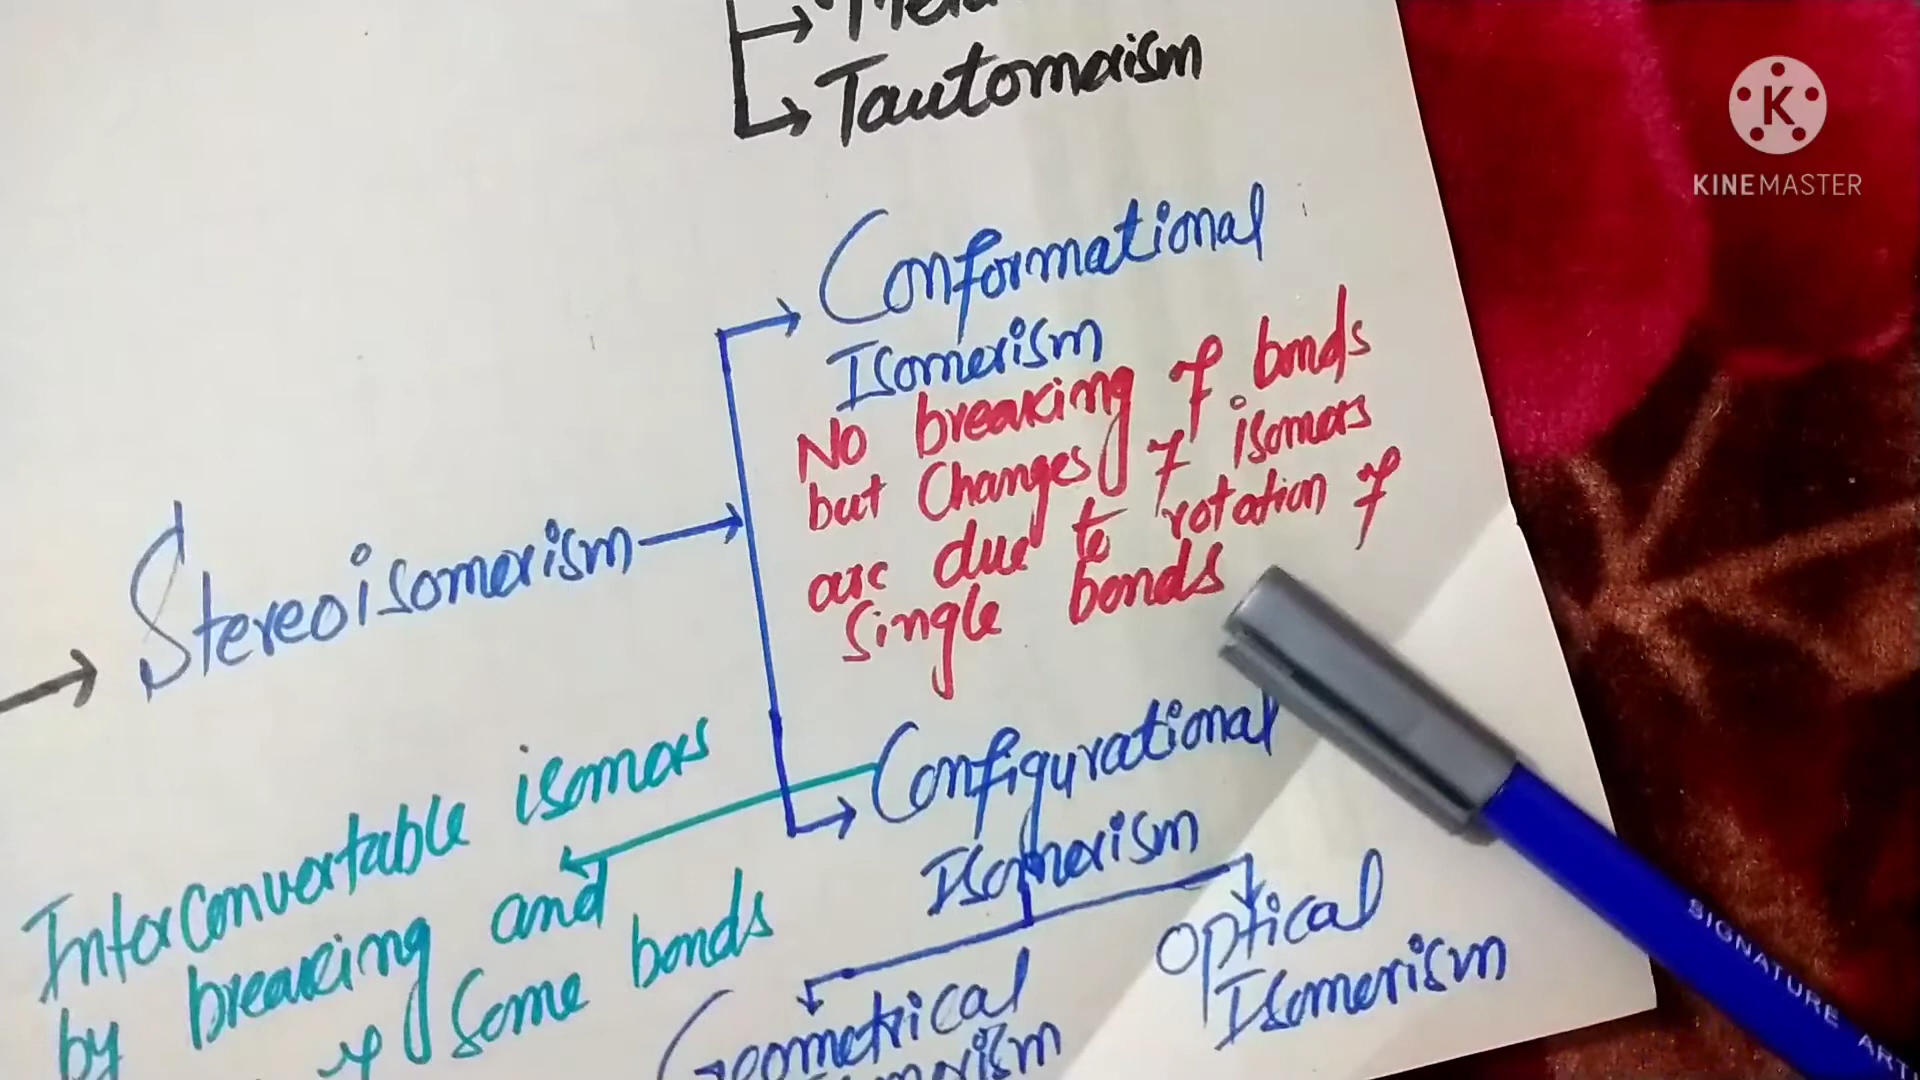 Tautomerism
KINEMASTER
Conformational
Isomerism
No breaking of bonds
but Changes of isomers
are due to rotation of
Single bonds
Stereoisomerism
Configurational
Isomerism
Interconvertable isomers
by breaking and
of Some bonds
Optical
Isomerism
Geometrical
SIGNATURE